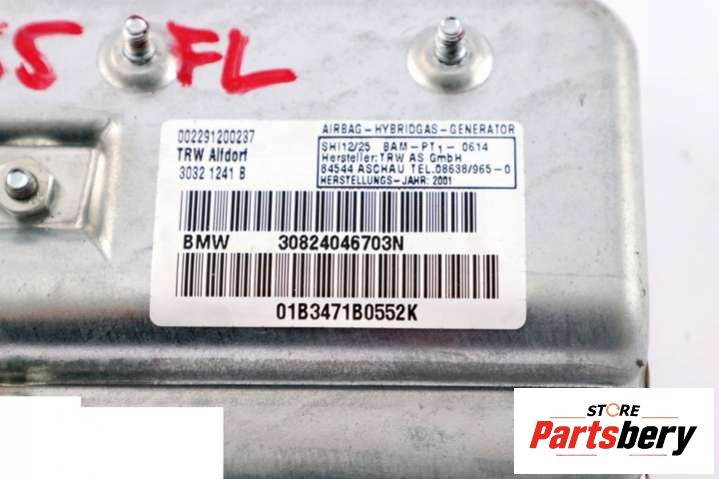 55 FL
002291200237
TRW Alfdorf
3032 1241 B
AIRBAG - HYBRIDGAS - GENERATOR
SHI12/25 BAM-PT1- 0614
Hersteller:TRW AS GmbH
84544 ASCHAU TEL.08638/965-0
HERSTELLUNGS- JAHR: 2001
BMW 30824046703N
01B3471B0552K
STORE
Partsbery